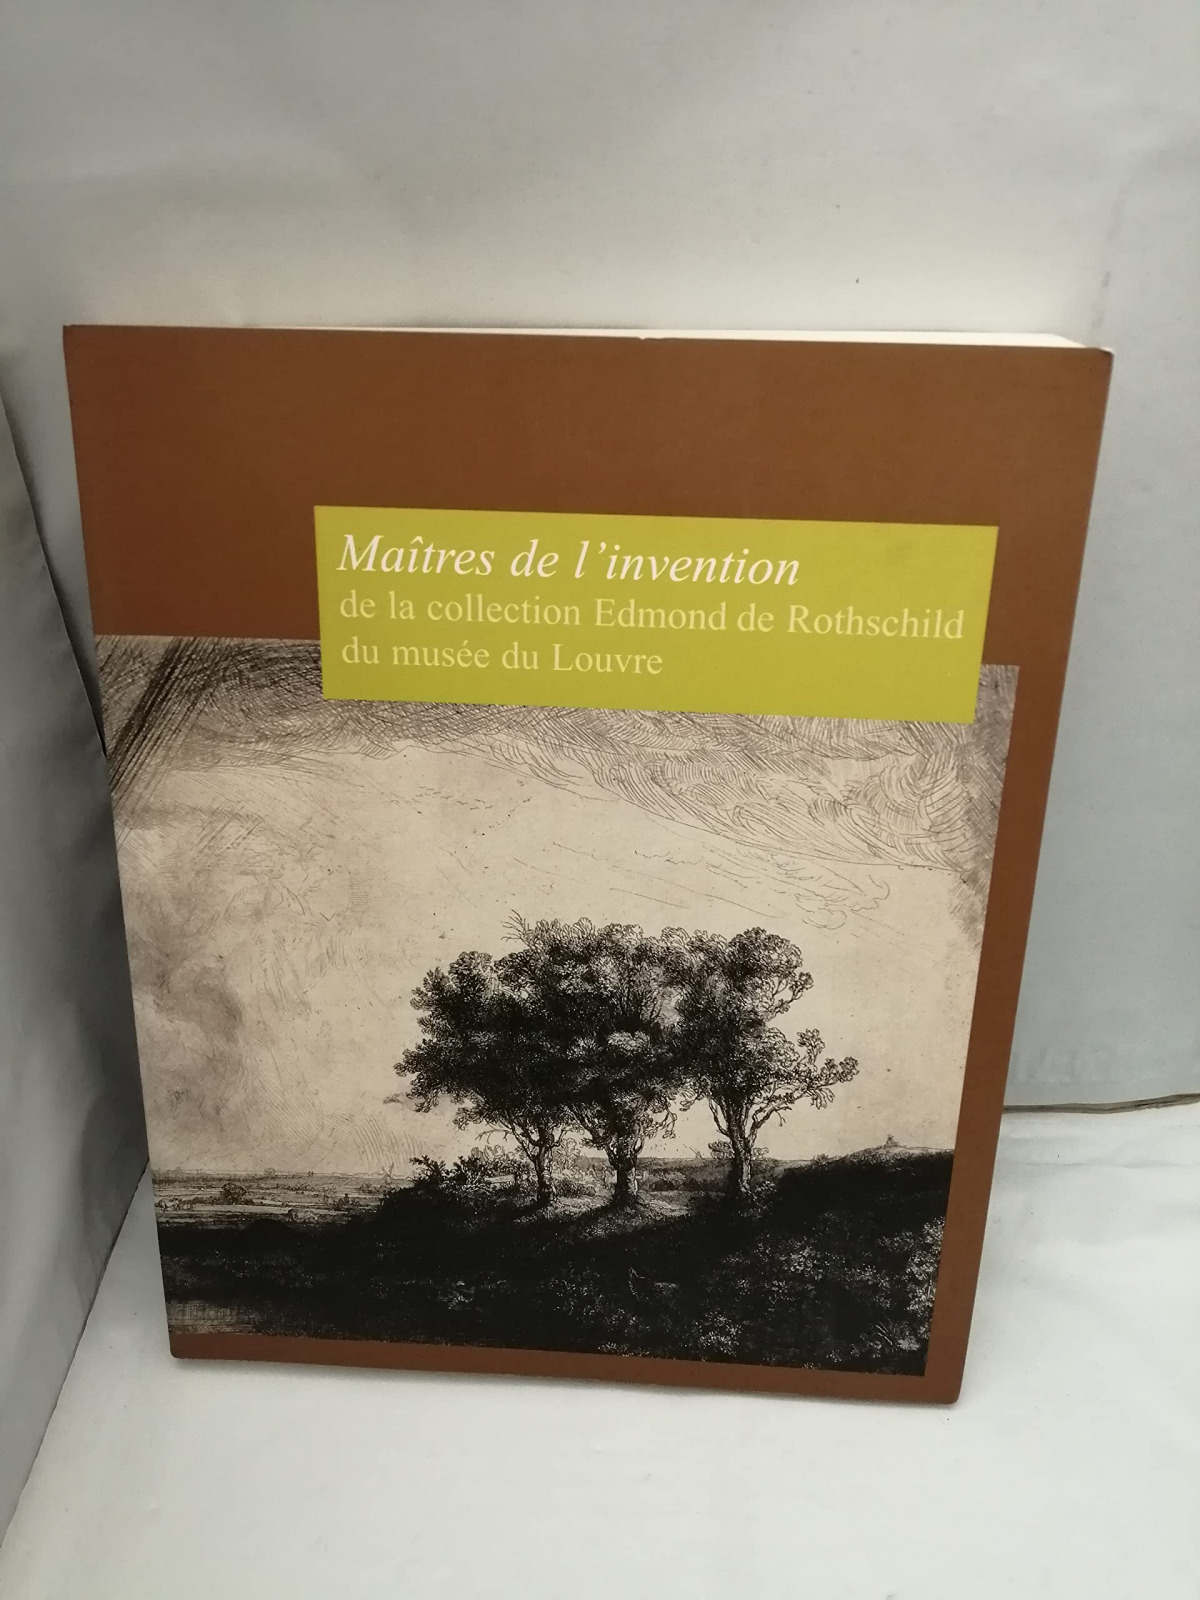 Maîtres de l’invention
de la collection Edmond de Rothschild
du musée du Louvre